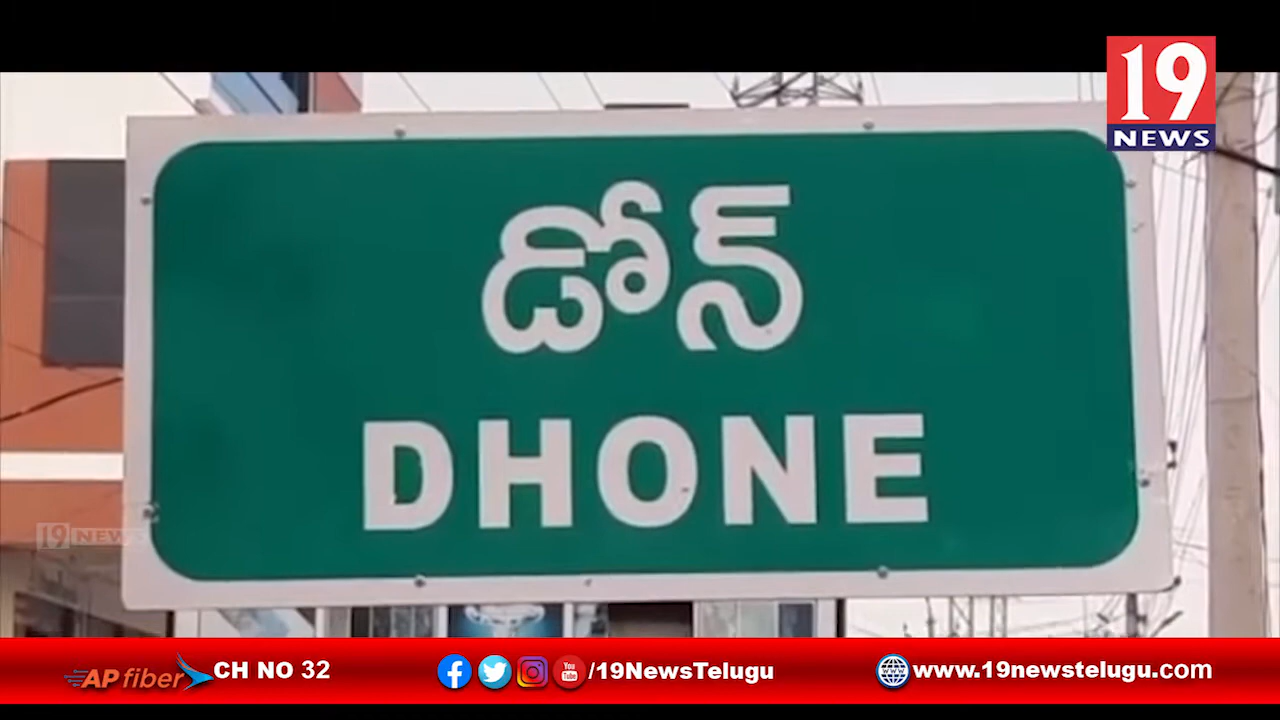 19
NEWS
డోన్
DHONE
19 NEWS
AP fiber CH NO 32
/19NewsTelugu
www.19newstelugu.com